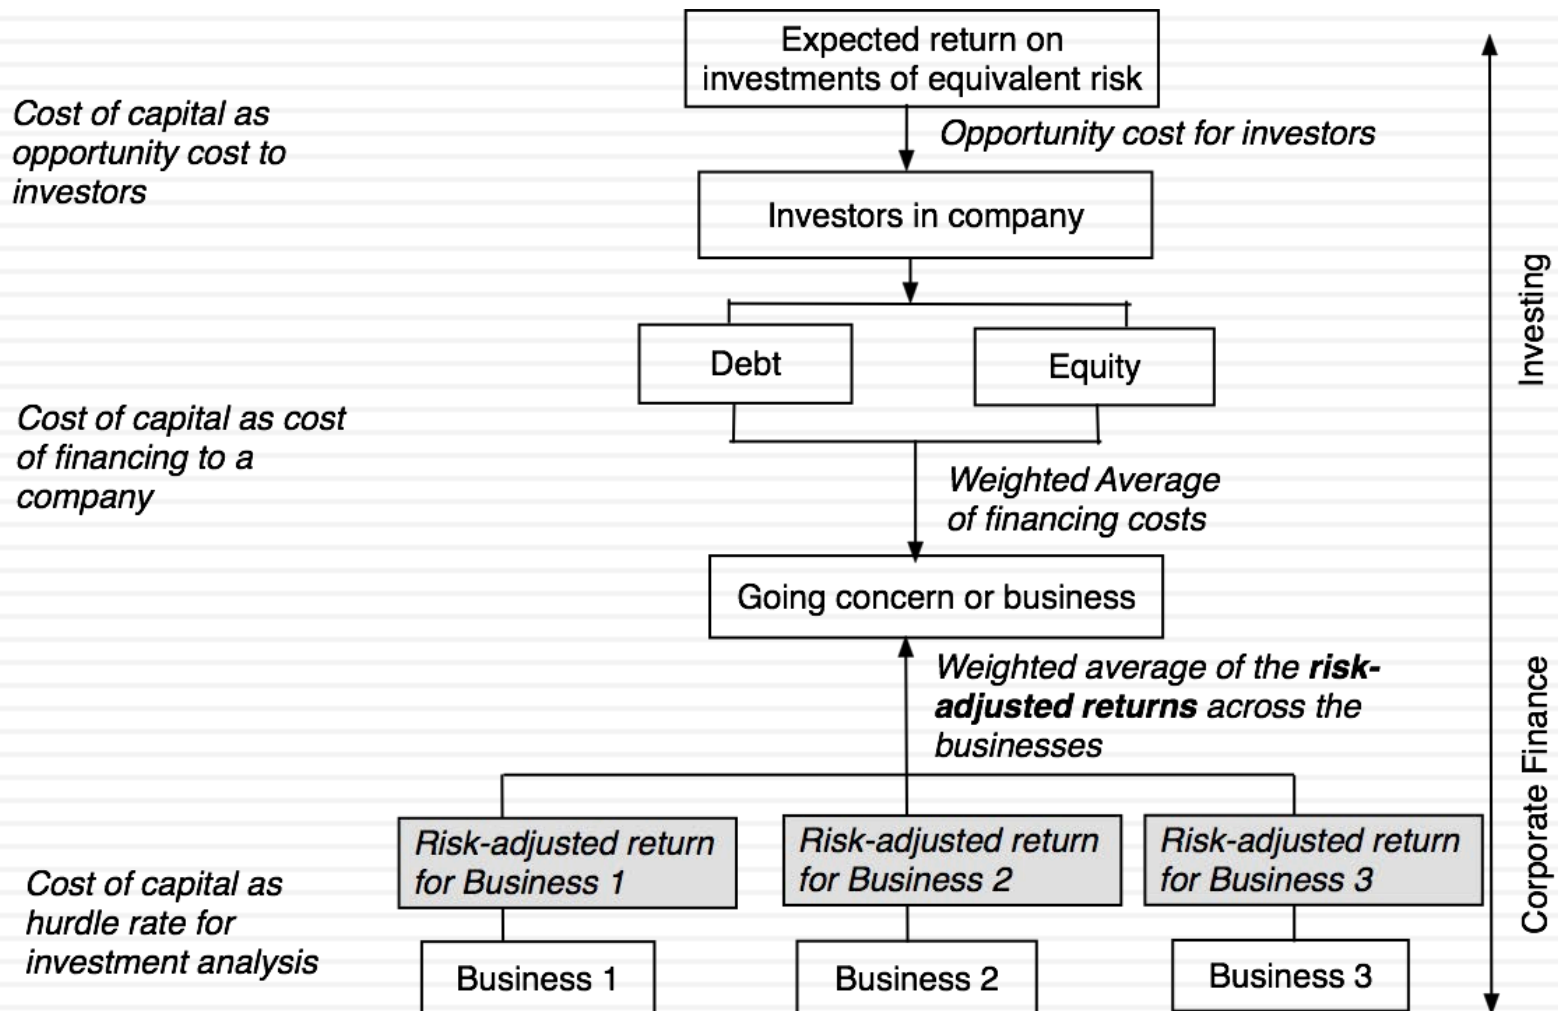 Expected return on
investments of equivalent risk
Cost of capital as
opportunity cost to
investors
Opportunity cost for investors
Investors in company
Investing
Debt
Equity
Cost of capital as cost
of financing to a
company
Weighted Average
of financing costs
Going concern or business
Weighted average of the risk-
adjusted returns across the
businesses
Corporate Finance
Risk-adjusted return
for Business 1
Risk-adjusted return
for Business 2
Risk-adjusted return
for Business 3
Cost of capital as
hurdle rate for
investment analysis
Business 1
Business 2
Business 3